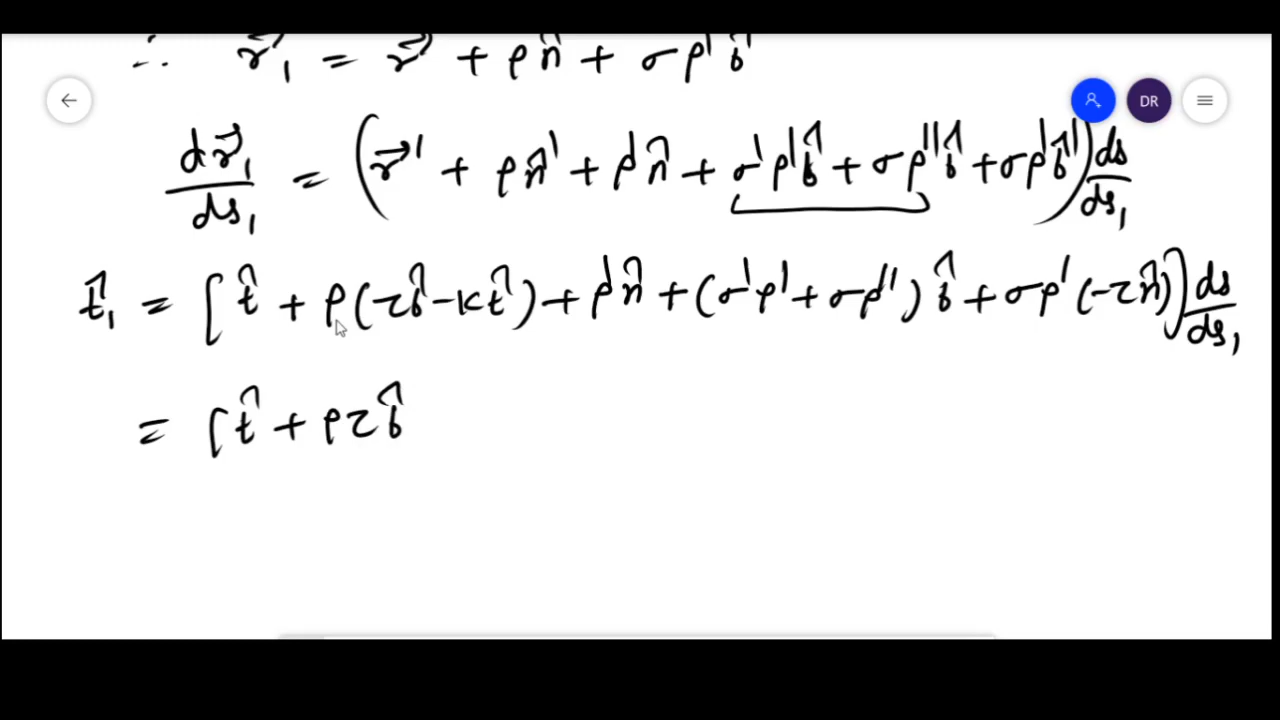 ∴ r⃗₁ = r⃗ + ρn̂ + σρ'b̂
DR
dr⃗₁/ds₁ = (r⃗' + ρn̂' + ρ'n̂ + σ'ρ'b̂ + σρ''b̂ + σρ'b̂') ds/ds₁
t̂₁ = [t̂ + ρ(τb̂ - κt̂) + ρ'n̂ + (σ'ρ' + σρ'')b̂ + σρ'(-τn̂)] ds/ds₁
= [t̂ + ρτb̂